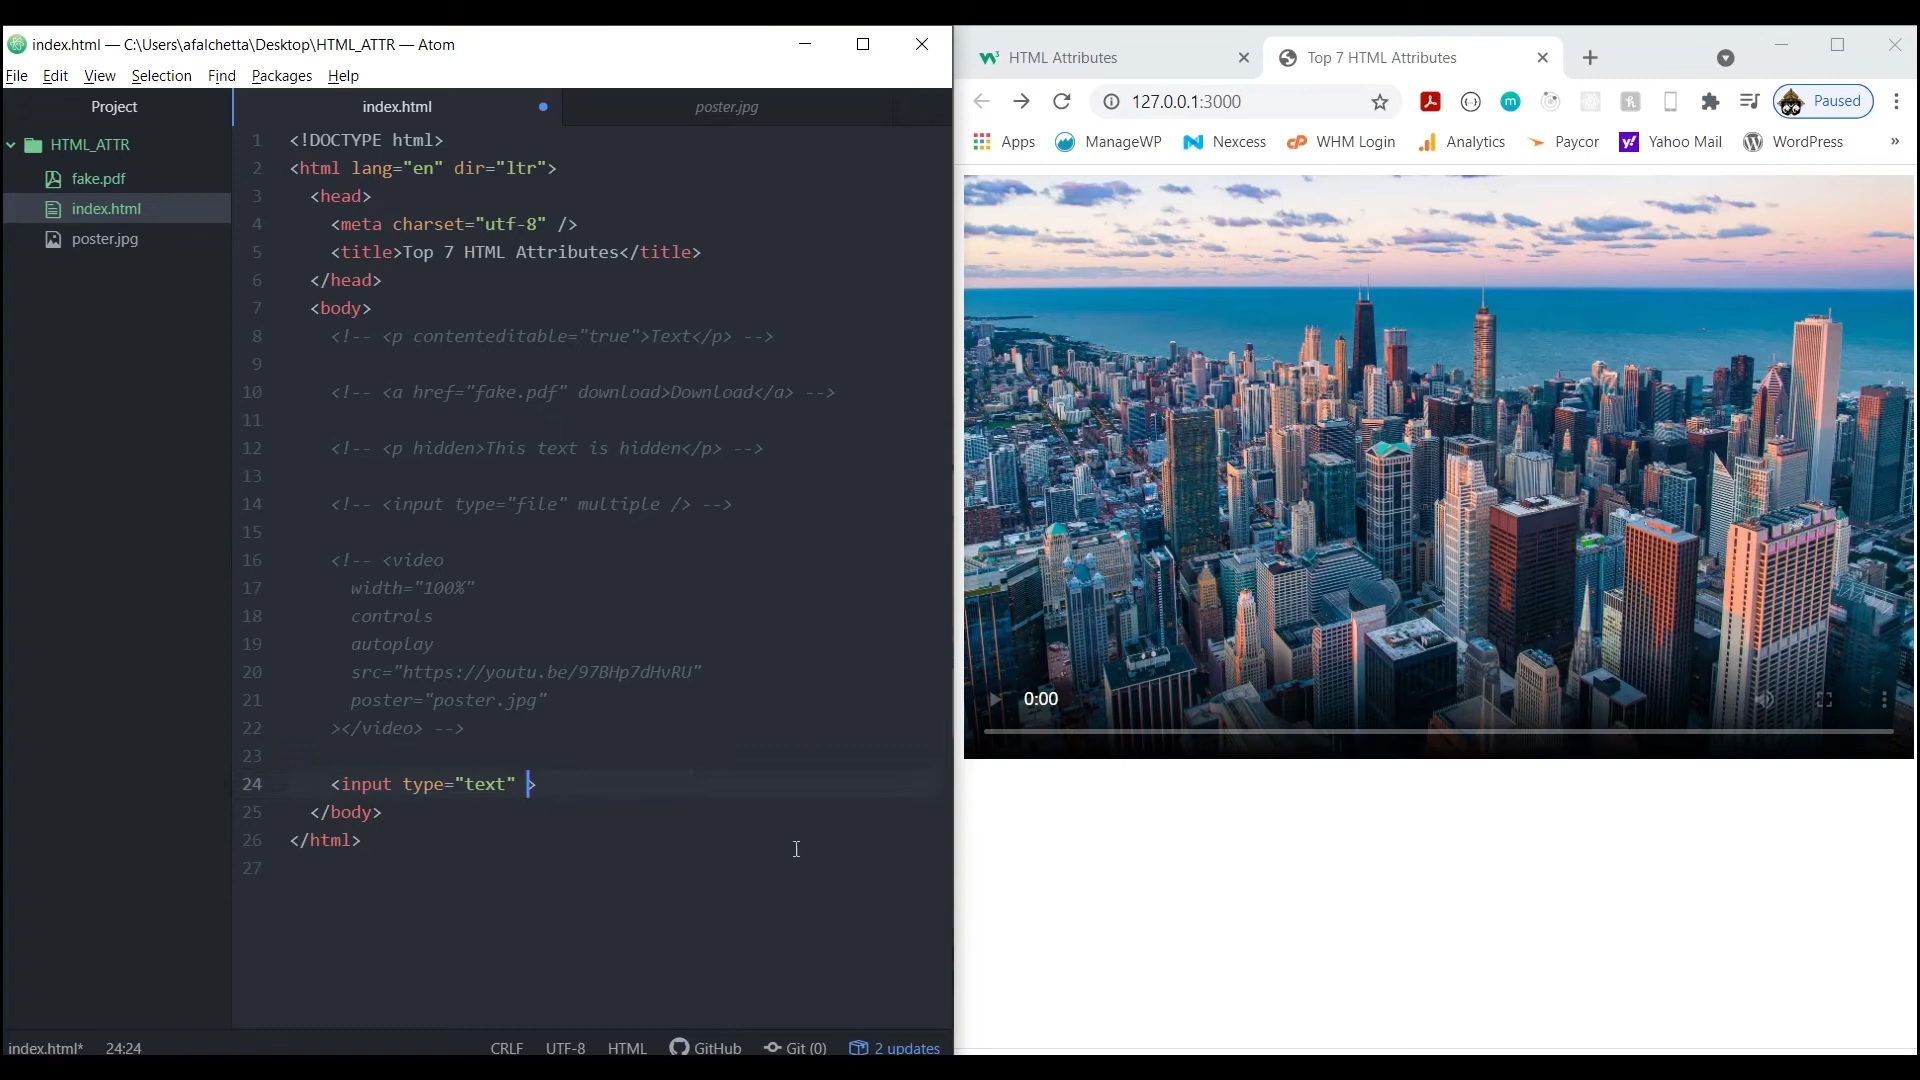 index.html — C:\Users\afalchetta\Desktop\HTML_ATTR — Atom
File Edit View Selection Find Packages Help
Project
HTML_ATTR
fake.pdf
index.html
poster.jpg
index.html
poster.jpg
1 <!DOCTYPE html>
2 <html lang="en" dir="ltr">
3 <head>
4 <meta charset="utf-8" />
5 <title>Top 7 HTML Attributes</title>
6 </head>
7 <body>
8 <!-- <p contenteditable="true">Text</p> -->
9
10 <!-- <a href="fake.pdf" download>Download</a> -->
11
12 <!-- <p hidden>This text is hidden</p> -->
13
14 <!-- <input type="file" multiple /> -->
15
16 <!-- <video
17 width="100%"
18 controls
19 autoplay
20 src="https://youtu.be/97BHp7dHvRU"
21 poster="poster.jpg"
22 ></video> -->
23
24 <input type="text" >
25 </body>
26 </html>
27
index.html* 24:24 CRLF UTF-8 HTML GitHub Git (0) 2 updates
HTML Attributes
Top 7 HTML Attributes
127.0.0.1:3000
Paused
Apps ManageWP Nexcess WHM Login Analytics Paycor Yahoo Mail WordPress »
0:00